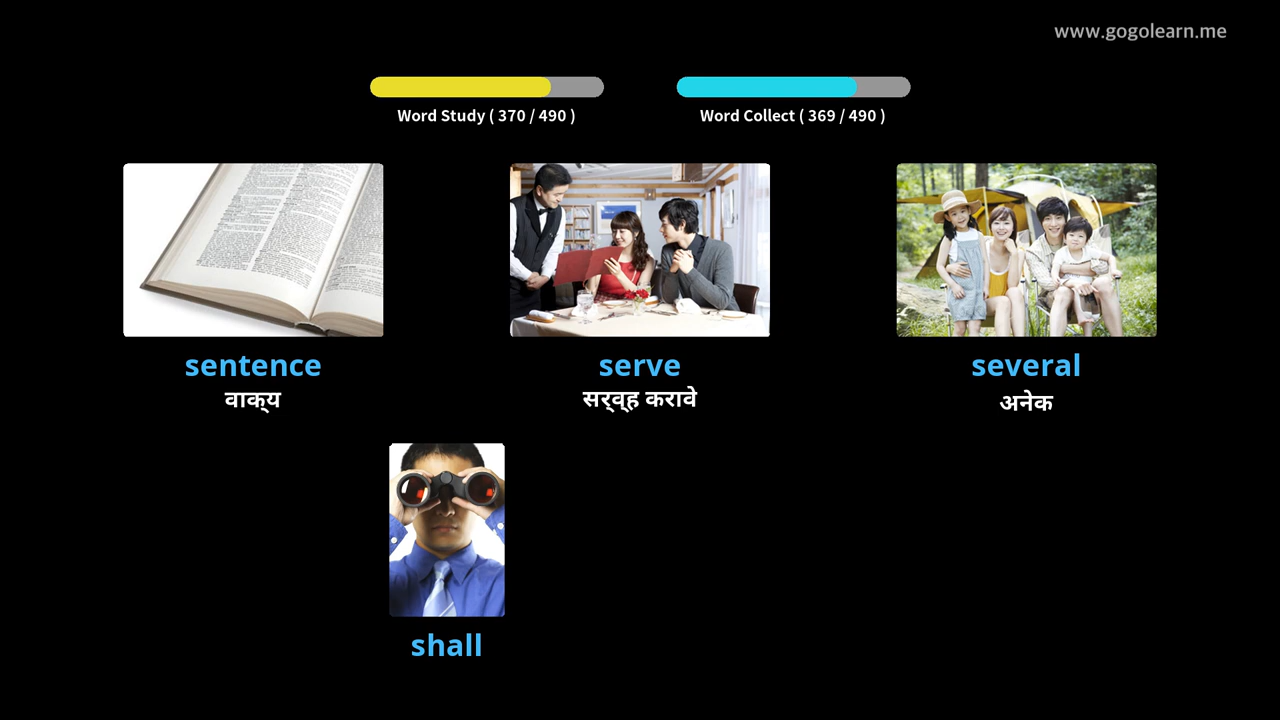 www.gogolearn.me
Word Study ( 370 / 490 )
Word Collect ( 369 / 490 )
sentence
वाक्य
serve
सर्व्ह करावे
several
अनेक
shall